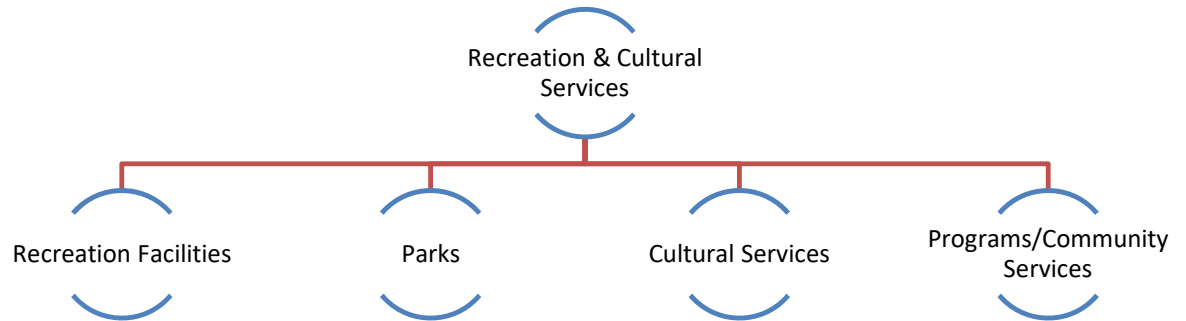 Recreation & Cultural
Services
Recreation Facilities
Parks
Cultural Services
Programs/Community
Services